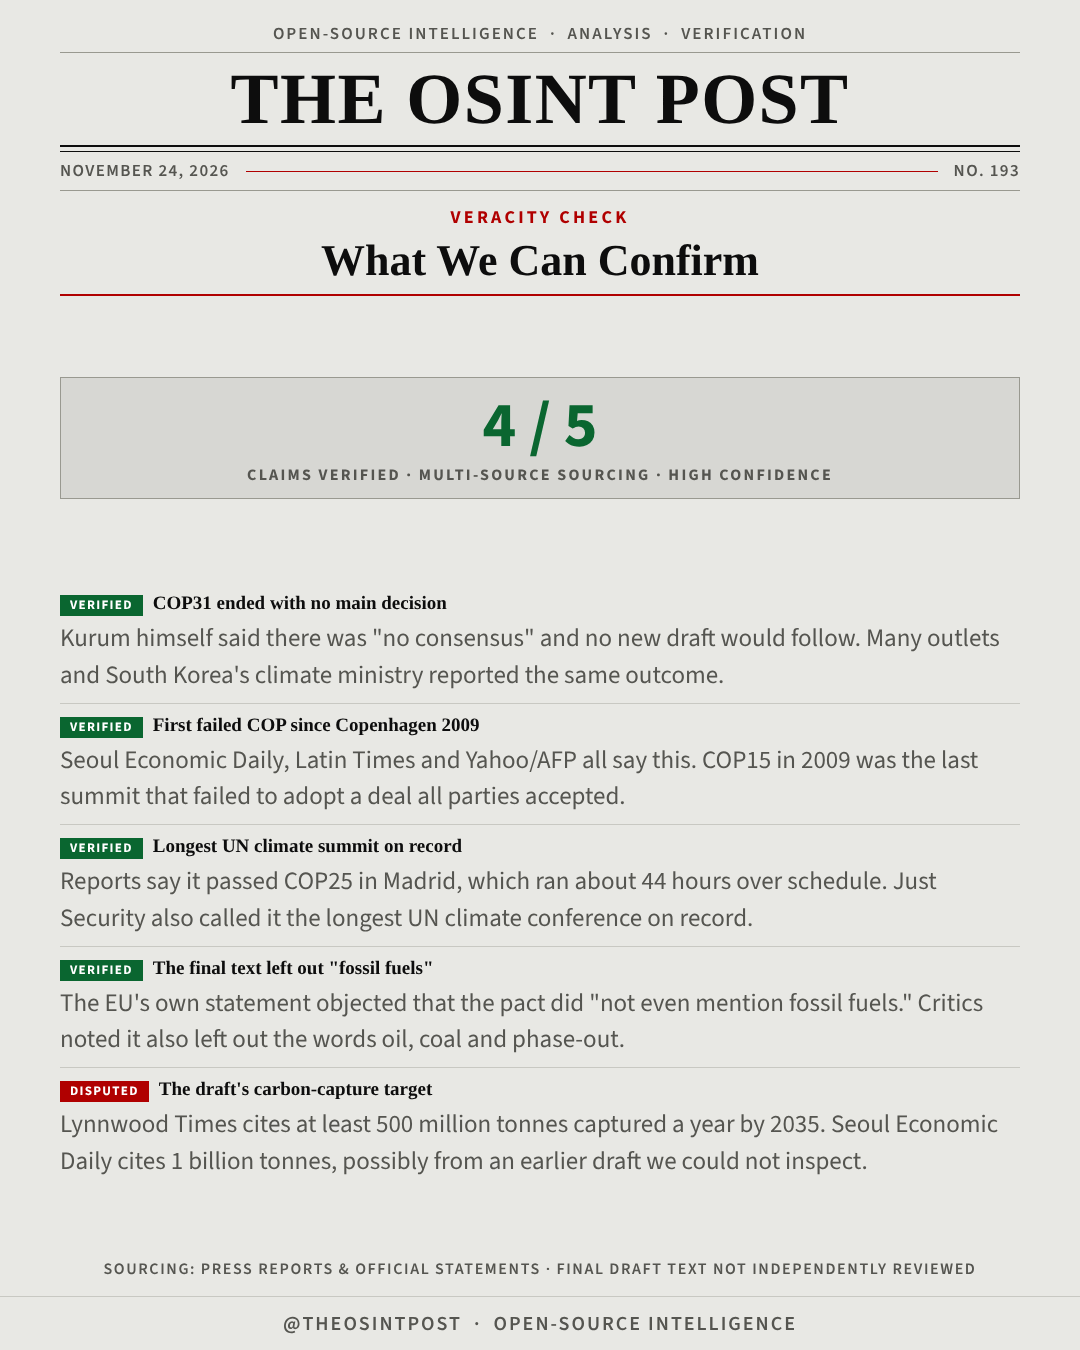 OPEN-SOURCE INTELLIGENCE · ANALYSIS · VERIFICATION
THE OSINT POST
NOVEMBER 24, 2026 NO. 193
VERACITY CHECK
What We Can Confirm
4 / 5
CLAIMS VERIFIED · MULTI-SOURCE SOURCING · HIGH CONFIDENCE
VERIFIED COP31 ended with no main decision
Kurum himself said there was "no consensus" and no new draft would follow. Many outlets
and South Korea's climate ministry reported the same outcome.
VERIFIED First failed COP since Copenhagen 2009
Seoul Economic Daily, Latin Times and Yahoo/AFP all say this. COP15 in 2009 was the last
summit that failed to adopt a deal all parties accepted.
VERIFIED Longest UN climate summit on record
Reports say it passed COP25 in Madrid, which ran about 44 hours over schedule. Just
Security also called it the longest UN climate conference on record.
VERIFIED The final text left out "fossil fuels"
The EU's own statement objected that the pact did "not even mention fossil fuels." Critics
noted it also left out the words oil, coal and phase-out.
DISPUTED The draft's carbon-capture target
Lynnwood Times cites at least 500 million tonnes captured a year by 2035. Seoul Economic
Daily cites 1 billion tonnes, possibly from an earlier draft we could not inspect.
SOURCING: PRESS REPORTS & OFFICIAL STATEMENTS · FINAL DRAFT TEXT NOT INDEPENDENTLY REVIEWED
@THEOSINTPOST · OPEN-SOURCE INTELLIGENCE